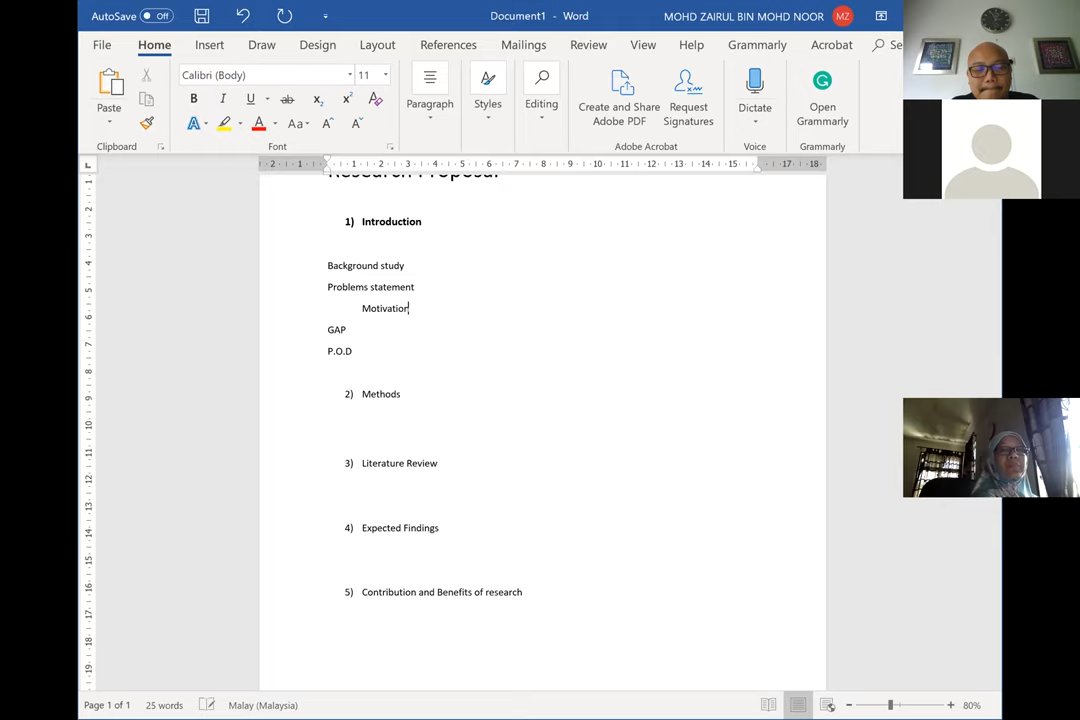 AutoSave Off Document1 - Word MOHD ZAIRUL BIN MOHD NOOR MZ
File Home Insert Draw Design Layout References Mailings Review View Help Grammarly Acrobat Se
Paste Calibri (Body) 11 Paragraph Styles Editing Create and Share Adobe PDF Request Signatures Dictate Open Grammarly
Clipboard Font Adobe Acrobat Voice Grammarly
Research Proposal
1) Introduction
Background study
Problems statement
Motivation
GAP
P.O.D
2) Methods
3) Literature Review
4) Expected Findings
5) Contribution and Benefits of research
Page 1 of 1 25 words Malay (Malaysia) 80%